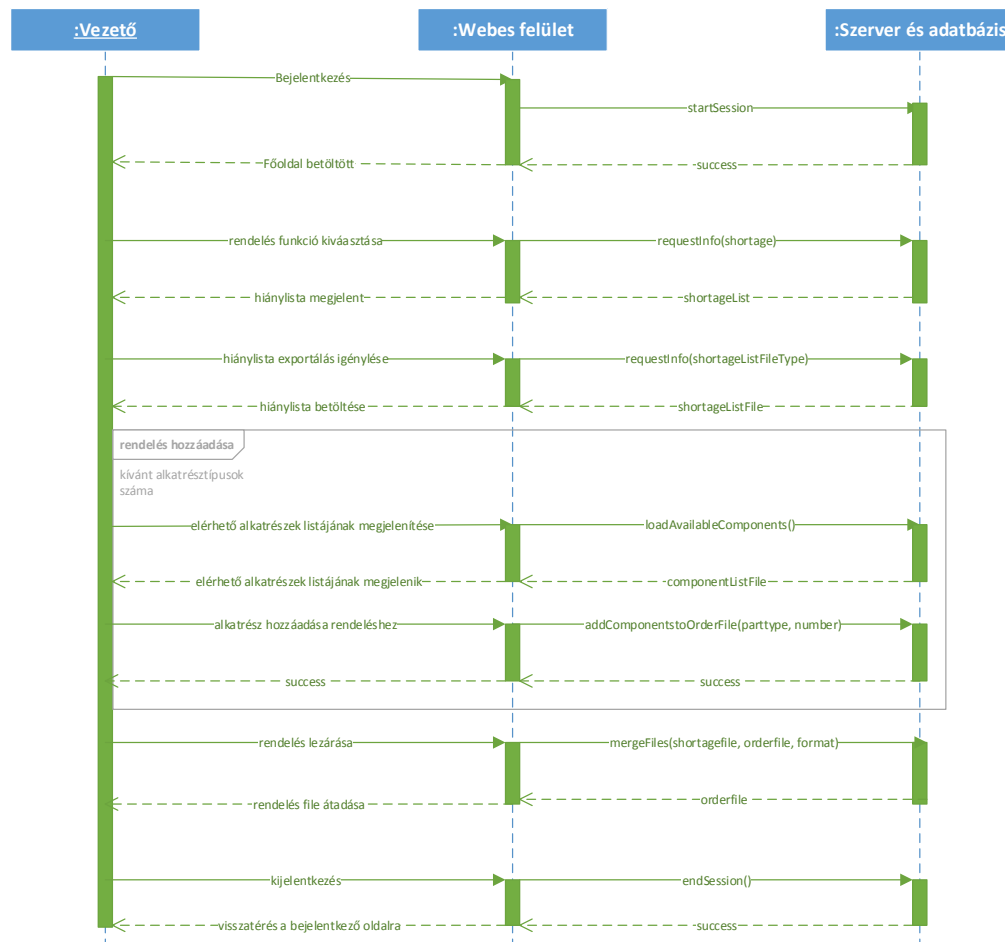 :Vezető
:Webes felület
:Szerver és adatbázis
Bejelentkezés
startSession
Főoldal betöltött
success
rendelés funkció kiváasztása
requestInfo(shortage)
hiánylista megjelent
shortageList
hiánylista exportálás igénylése
requestInfo(shortageListFileType)
hiánylista betöltése
shortageListFile
rendelés hozzáadása
kívánt alkatrésztípusok
száma
elérhető alkatrészek listájának megjelenítése
loadAvailableComponents()
elérhető alkatrészek listájának megjelenik
componentListFile
alkatrész hozzáadása rendeléshez
addComponentstoOrderFile(parttype, number)
success
success
rendelés lezárása
mergeFiles(shortagefile, orderfile, format)
rendelés file átadása
orderfile
kijelentkezés
endSession()
visszatérés a bejelentkező oldalra
success